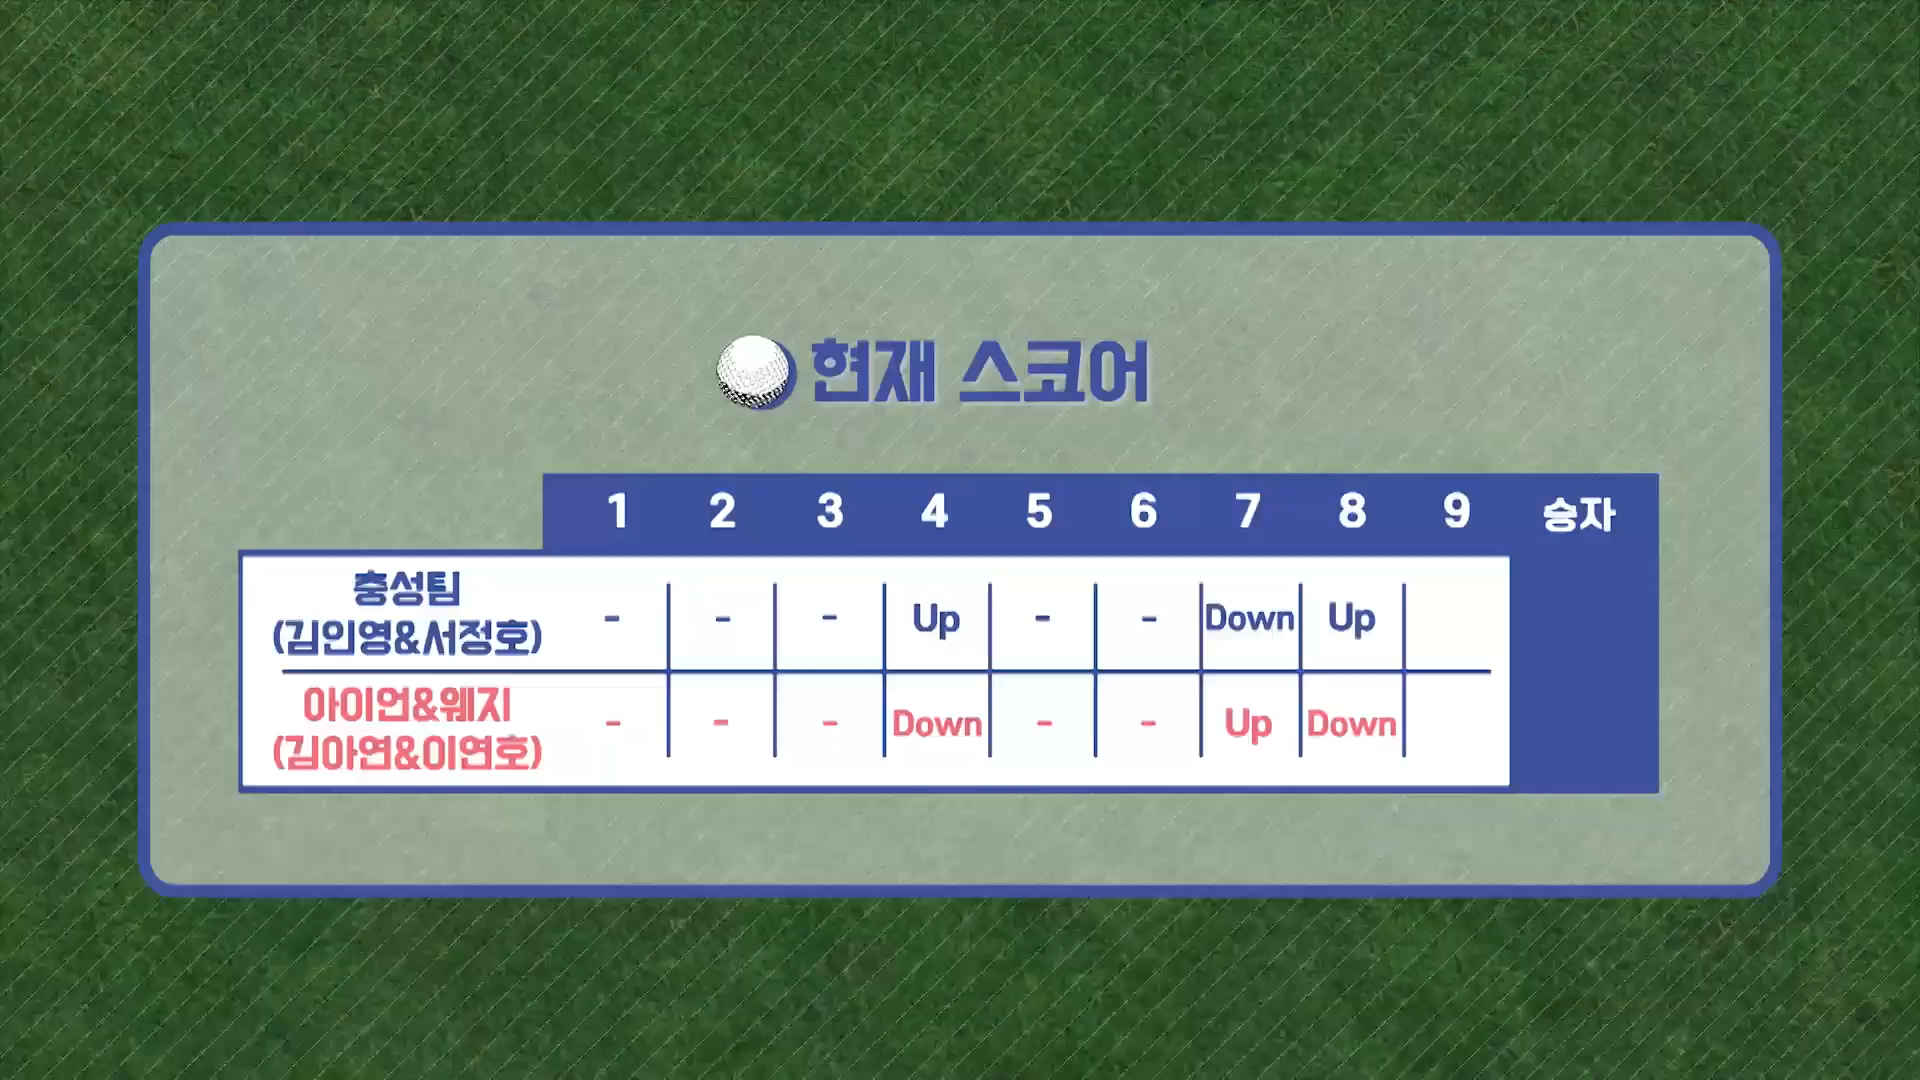 현재 스코어
1 2 3 4 5 6 7 8 9 승자
충성팀
(김인영&서정호)
- - - Up - - Down Up
아이언&웨지
(김아연&이연호)
- - - Down - - Up Down